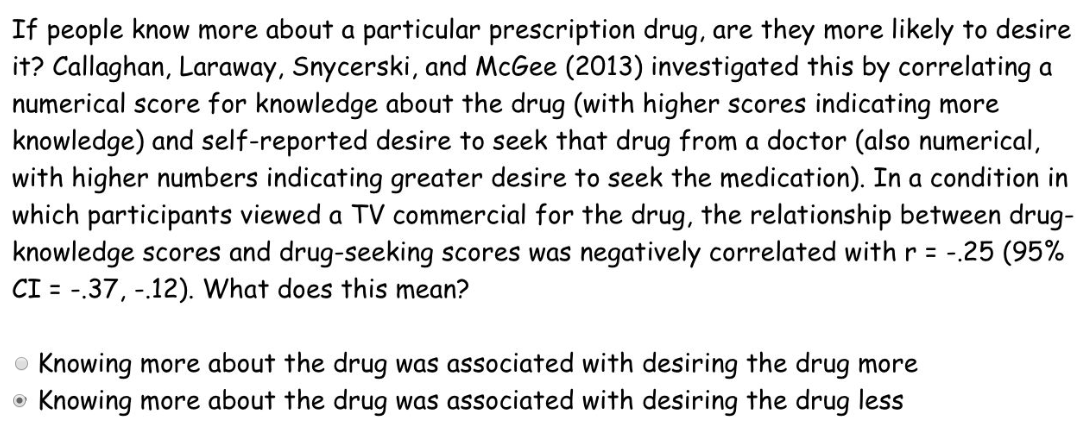 If people know more about a particular prescription drug, are they more likely to desire
it? Callaghan, Laraway, Snycerski, and McGee (2013) investigated this by correlating a
numerical score for knowledge about the drug (with higher scores indicating more
knowledge) and self-reported desire to seek that drug from a doctor (also numerical,
with higher numbers indicating greater desire to seek the medication). In a condition in
which participants viewed a TV commercial for the drug, the relationship between drug-
knowledge scores and drug-seeking scores was negatively correlated with r = -.25 (95%
CI = -.37, -.12). What does this mean?
Knowing more about the drug was associated with desiring the drug more
Knowing more about the drug was associated with desiring the drug less